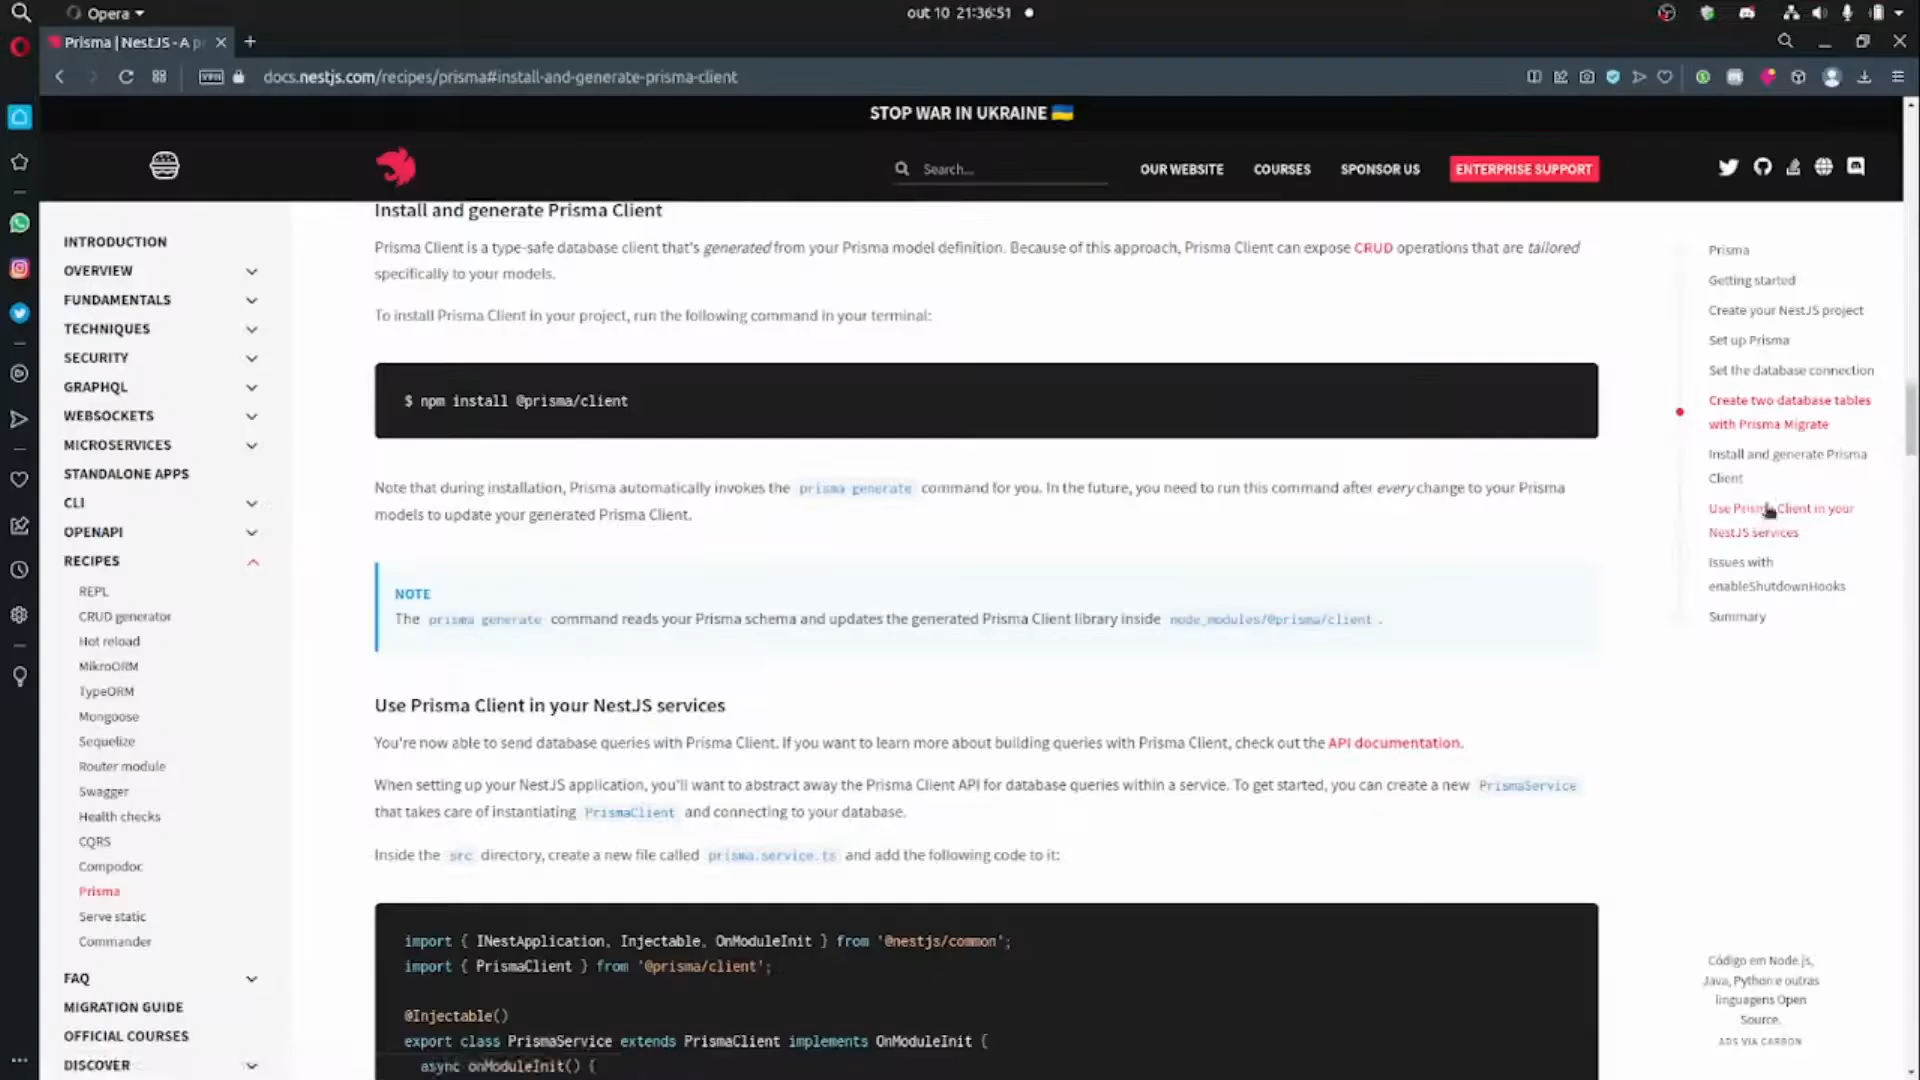 Opera
out 10 21:36:51
Prisma | NestJS - A p
VPN
docs.nestjs.com/recipes/prisma#install-and-generate-prisma-client
STOP WAR IN UKRAINE
Search...
OUR WEBSITE
COURSES
SPONSOR US
ENTERPRISE SUPPORT
INTRODUCTION
OVERVIEW
FUNDAMENTALS
TECHNIQUES
SECURITY
GRAPHQL
WEBSOCKETS
MICROSERVICES
STANDALONE APPS
CLI
OPENAPI
RECIPES
REPL
CRUD generator
Hot reload
MikroORM
TypeORM
Mongoose
Sequelize
Router module
Swagger
Health checks
CQRS
Compodoc
Prisma
Serve static
Commander
FAQ
MIGRATION GUIDE
OFFICIAL COURSES
DISCOVER
Install and generate Prisma Client
Prisma Client is a type-safe database client that's generated from your Prisma model definition. Because of this approach, Prisma Client can expose CRUD operations that are tailored
specifically to your models.
To install Prisma Client in your project, run the following command in your terminal:
$ npm install @prisma/client
Note that during installation, Prisma automatically invokes the prisma generate command for you. In the future, you need to run this command after every change to your Prisma
models to update your generated Prisma Client.
NOTE
The prisma generate command reads your Prisma schema and updates the generated Prisma Client library inside node_modules/@prisma/client .
Use Prisma Client in your NestJS services
You're now able to send database queries with Prisma Client. If you want to learn more about building queries with Prisma Client, check out the API documentation.
When setting up your NestJS application, you'll want to abstract away the Prisma Client API for database queries within a service. To get started, you can create a new PrismaService
that takes care of instantiating PrismaClient and connecting to your database.
Inside the src directory, create a new file called prisma.service.ts and add the following code to it:
import { INestApplication, Injectable, OnModuleInit } from '@nestjs/common';
import { PrismaClient } from '@prisma/client';
@Injectable()
export class PrismaService extends PrismaClient implements OnModuleInit {
async onModuleInit() {
Prisma
Getting started
Create your NestJS project
Set up Prisma
Set the database connection
Create two database tables
with Prisma Migrate
Install and generate Prisma
Client
Use Prisma Client in your
NestJS services
Issues with
enableShutdownHooks
Summary
Código em Node.js,
Java, Python e outras
linguagens Open
Source.
ADS VIA CARBON